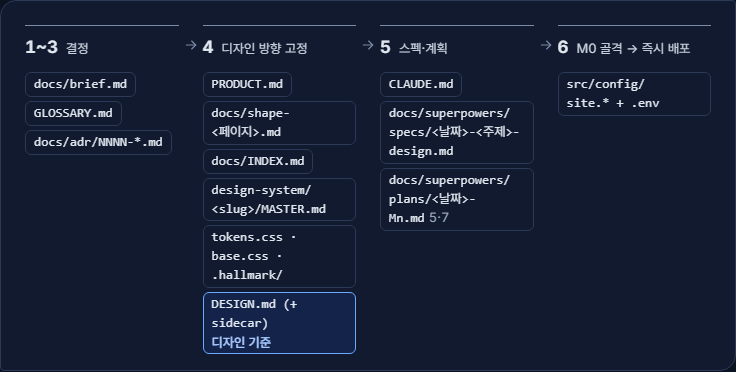 1~3 결정
docs/brief.md
GLOSSARY.md
docs/adr/NNNN-*.md
→ 4 디자인 방향 고정
PRODUCT.md
docs/shape-
<페이지>.md
docs/INDEX.md
design-system/
<slug>/MASTER.md
tokens.css ·
base.css ·
.hallmark/
DESIGN.md (+
sidecar)
디자인 기준
→ 5 스펙·계획
CLAUDE.md
docs/superpowers/
specs/<날짜>-<주제>-
design.md
docs/superpowers/
plans/<날짜>-
Mn.md 5·7
→ 6 M0 골격 → 즉시 배포
src/config/
site.* + .env